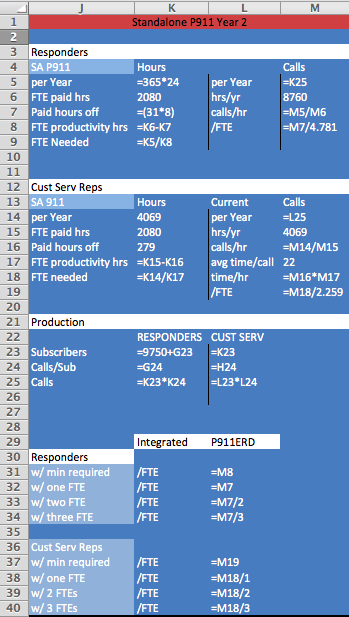 J K L M
1 Standalone P911 Year 2
2
3 Responders
4 SA P911 Hours Calls
5 per Year =365*24 per Year =K25
6 FTE paid hrs 2080 hrs/yr 8760
7 Paid hours off =(31*8) calls/hr =M5/M6
8 FTE productivity hrs =K6-K7 /FTE =M7/4.781
9 FTE Needed =K5/K8
10
11
12 Cust Serv Reps
13 SA 911 Hours Current Calls
14 per Year 4069 per Year =L25
15 FTE paid hrs 2080 hrs/yr 4069
16 Paid hours off 279 calls/hr =M14/M15
17 FTE productivity hrs =K15-K16 avg time/call 22
18 FTE needed =K14/K17 time/hr =M16*M17
19 /FTE =M18/2.259
20
21 Production
22 RESPONDERS CUST SERV
23 Subscribers =9750+G23 =K23
24 Calls/Sub =G24 =H24
25 Calls =K23*K24 =L23*L24
26
27
28
29 Integrated P911ERD
30 Responders
31 w/ min required /FTE =M8
32 w/ one FTE /FTE =M7
33 w/ two FTE /FTE =M7/2
34 w/ three FTE /FTE =M7/3
35
36 Cust Serv Reps
37 w/ min required /FTE =M19
38 w/ one FTE /FTE =M18/1
39 w/ 2 FTEs /FTE =M18/2
40 w/ 3 FTEs /FTE =M18/3